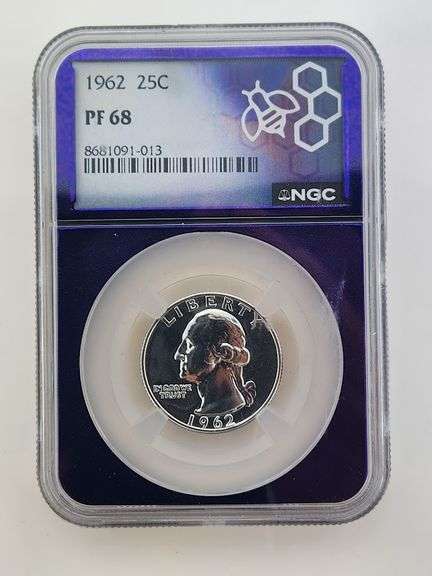 1962 25C
PF 68
8681091-013
NGC
LIBERTY
IN GOD WE
TRUST
1962